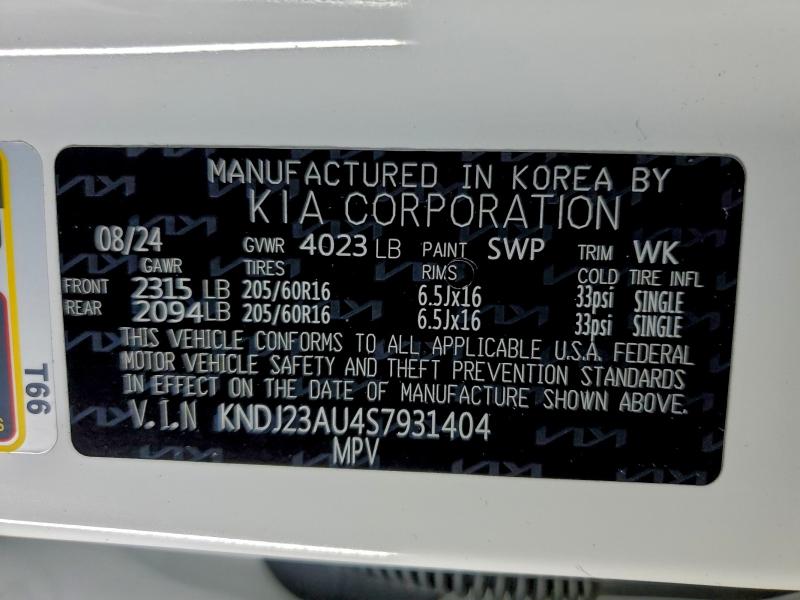 MANUFACTURED IN KOREA BY
KIA CORPORATION
08/24 GVWR 4023 LB PAINT SWP TRIM WK
GAWR TIRES RIMS COLD TIRE INFL
FRONT 2315 LB 205/60R16 6.5Jx16 33psi SINGLE
REAR 2094 LB 205/60R16 6.5Jx16 33psi SINGLE
THIS VEHICLE CONFORMS TO ALL APPLICABLE U.S.A. FEDERAL
MOTOR VEHICLE SAFETY AND THEFT PREVENTION STANDARDS
IN EFFECT ON THE DATE OF MANUFACTURE SHOWN ABOVE.
V.I.N KNDJ23AU4S7931404
MPV
T66